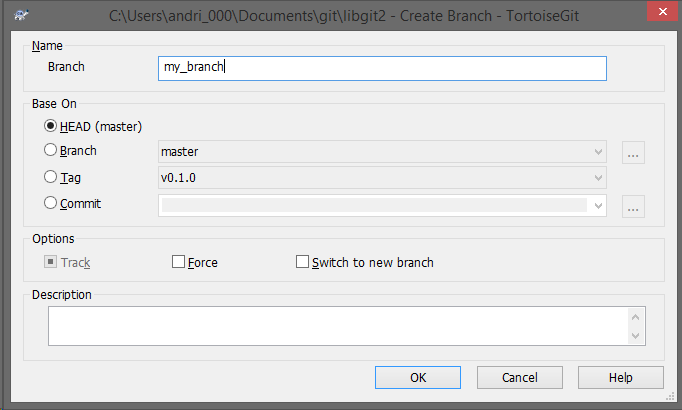 C:\Users\andri_000\Documents\git\libgit2 - Create Branch - TortoiseGit
Name
Branch my_branch
Base On
HEAD (master)
Branch master ...
Tag v0.1.0
Commit ...
Options
Track Force Switch to new branch
Description
OK Cancel Help